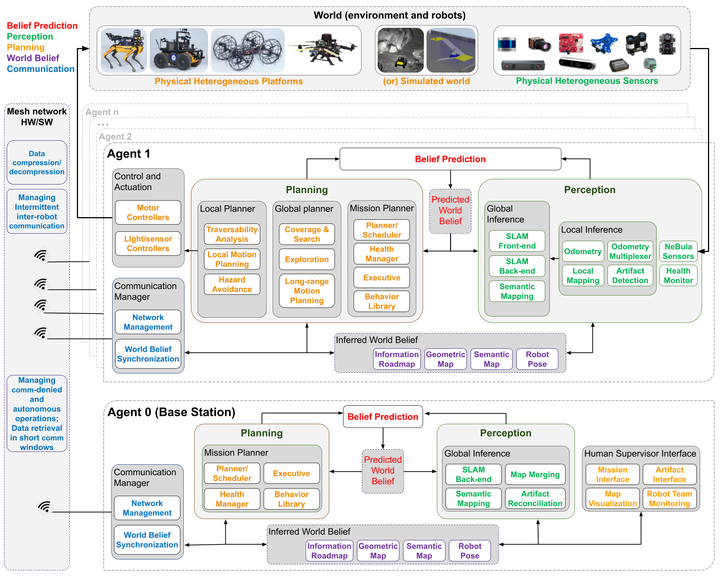 World (environment and robots)
Belief Prediction
Perception
Planning
World Belief
Communication
Physical Heterogeneous Platforms
(or) Simulated world
Physical Heterogeneous Sensors
Mesh network
HW/SW
Data
compression/
decompression
Managing
Intermittent
inter-robot
communication
Managing
comm-denied
and
autonomous
operations;
Data retrieval
in short comm
windows
Agent n
...
Agent 2
Agent 1
Belief Prediction
Control and
Actuation
Motor
Controllers
Light/sensor
Controllers
Communication
Manager
Network
Management
World Belief
Synchronization
Planning
Local Planner
Traversability
Analysis
Local Motion
Planning
Hazard
Avoidance
Global planner
Coverage &
Search
Exploration
Long-range
Motion
Planning
Mission Planner
Planner/
Scheduler
Health
Manager
Executive
Behavior
Library
Predicted
World
Belief
Perception
Global
Inference
SLAM
Front-end
SLAM
Back-end
Semantic
Mapping
Local Inference
Odometry
Odometry
Multiplexer
Local
Mapping
Artifact
Detection
NeBula
Sensors
Health
Monitor
Inferred World Belief
Information
Roadmap
Geometric
Map
Semantic
Map
Robot
Pose
Agent 0 (Base Station)
Belief Prediction
Communication
Manager
Network
Management
World Belief
Synchronization
Planning
Mission Planner
Planner/
Scheduler
Executive
Health
Manager
Behavior
Library
Predicted
World
Belief
Perception
Global Inference
SLAM
Back-end
Map Merging
Semantic
Mapping
Artifact
Reconciliation
Human Supervisor Interface
Mission
Interface
Artifact
Interface
Map
Visualization
Robot Team
Monitoring
Inferred World Belief
Information
Roadmap
Geometric
Map
Semantic
Map
Robot
Pose